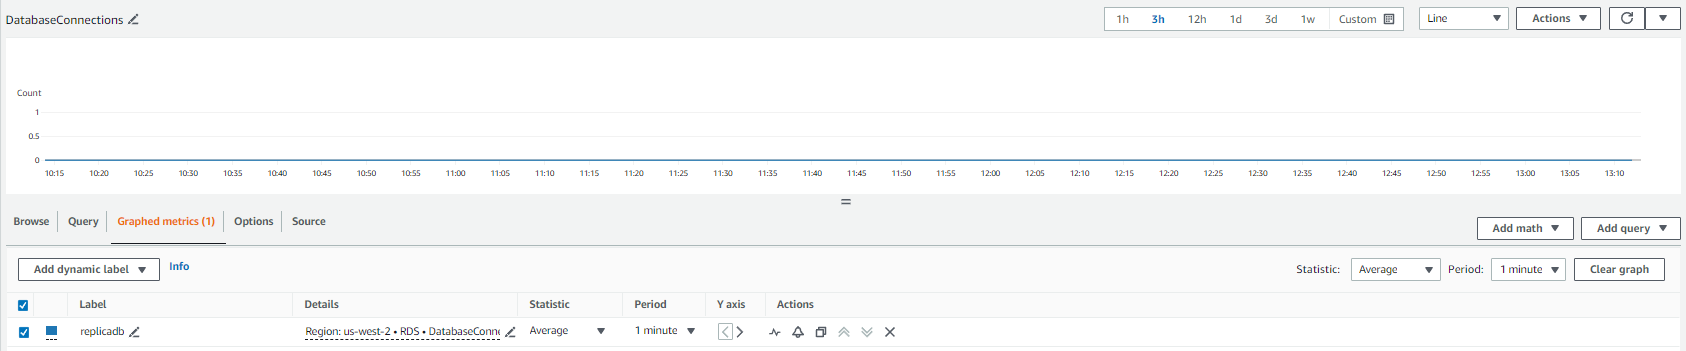 DatabaseConnections
1h 3h 12h 1d 3d 1w Custom Line Actions
Count
1
0.5
0
10:15 10:20 10:25 10:30 10:35 10:40 10:45 10:50 10:55 11:00 11:05 11:10 11:15 11:20 11:25 11:30 11:35 11:40 11:45 11:50 11:55 12:00 12:05 12:10 12:15 12:20 12:25 12:30 12:35 12:40 12:45 12:50 12:55 13:00 13:05 13:10
Browse Query Graphed metrics (1) Options Source
Add math Add query
Add dynamic label Info Statistic: Average Period: 1 minute Clear graph
Label Details Statistic Period Y axis Actions
replicadb Region: us-west-2 • RDS • DatabaseConne Average 1 minute